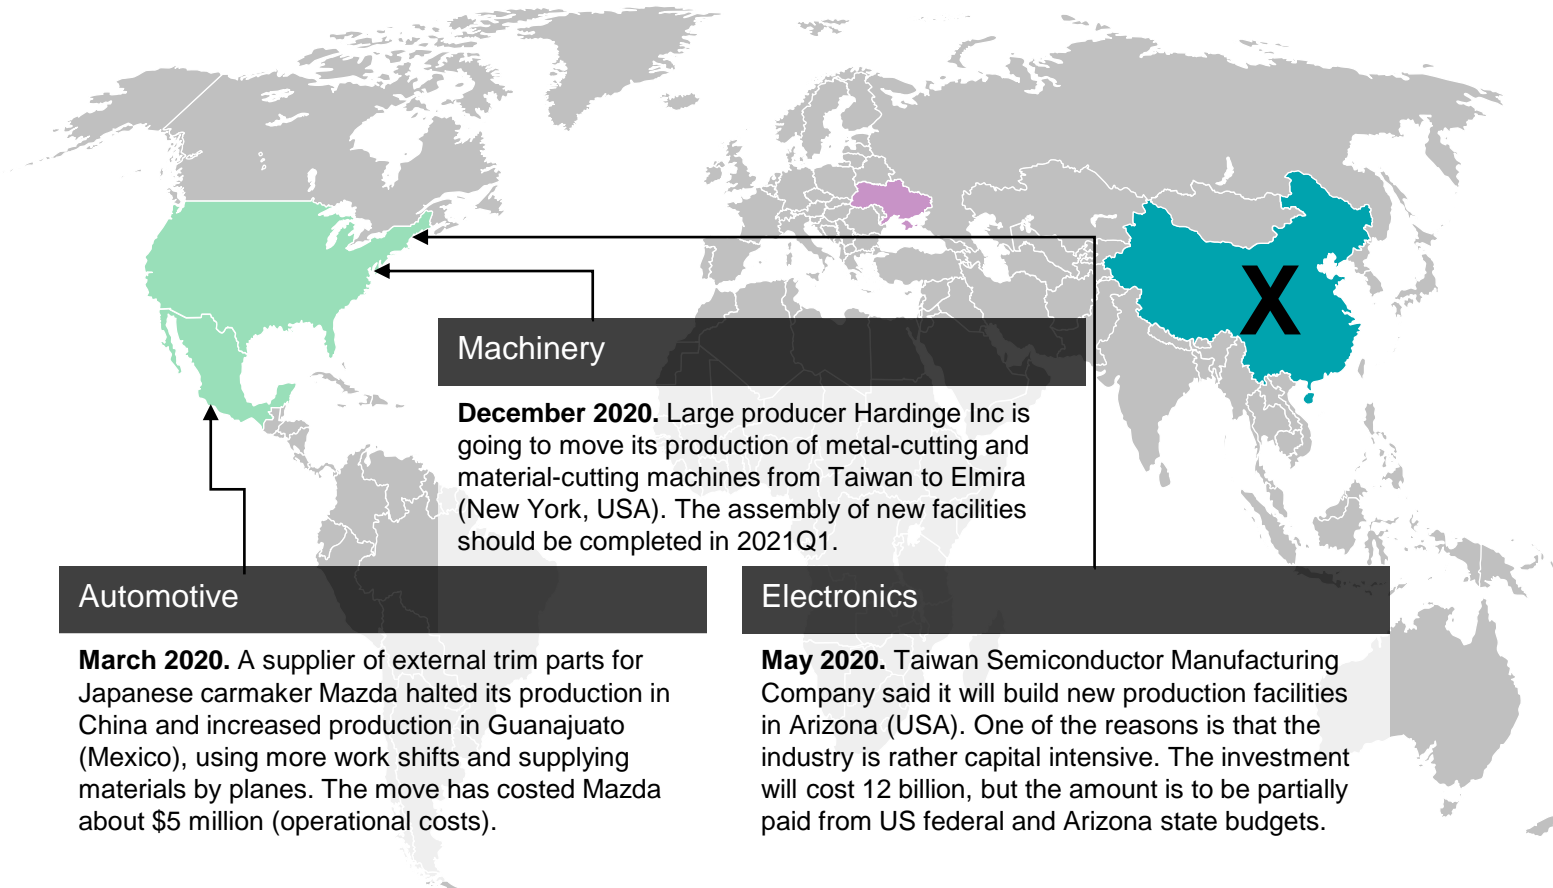 X
Machinery
December 2020. Large producer Hardinge Inc is
going to move its production of metal-cutting and
material-cutting machines from Taiwan to Elmira
(New York, USA). The assembly of new facilities
should be completed in 2021Q1.
Automotive
March 2020. A supplier of external trim parts for
Japanese carmaker Mazda halted its production in
China and increased production in Guanajuato
(Mexico), using more work shifts and supplying
materials by planes. The move has costed Mazda
about $5 million (operational costs).
Electronics
May 2020. Taiwan Semiconductor Manufacturing
Company said it will build new production facilities
in Arizona (USA). One of the reasons is that the
industry is rather capital intensive. The investment
will cost 12 billion, but the amount is to be partially
paid from US federal and Arizona state budgets.